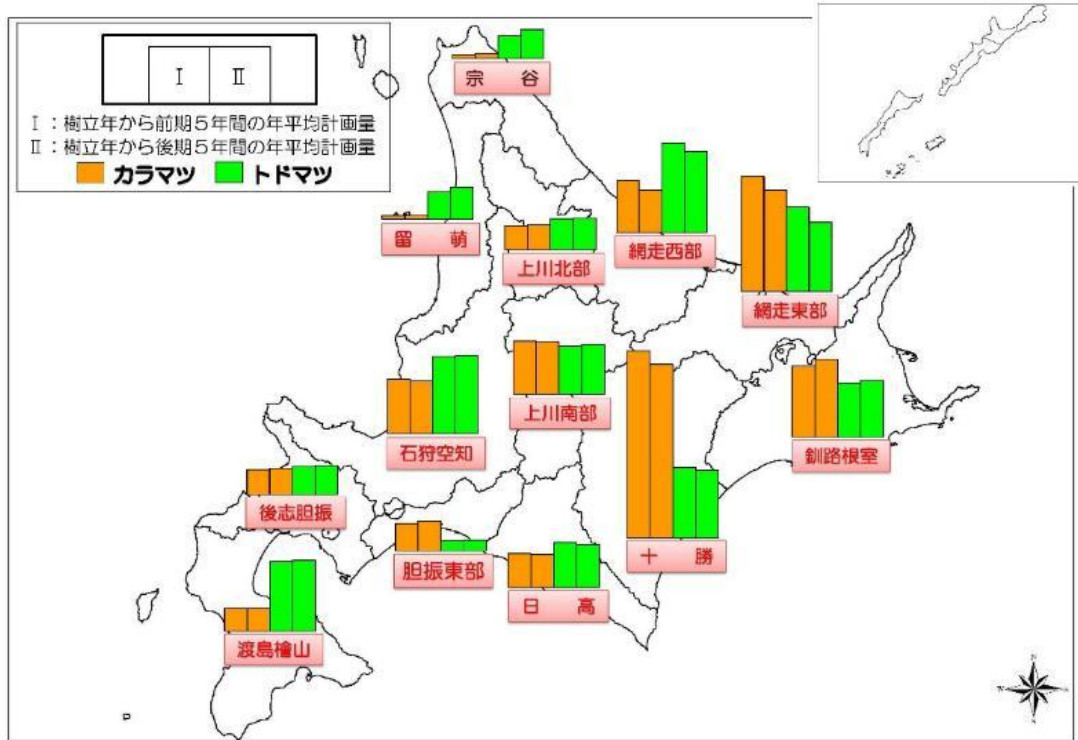 Ⅰ Ⅱ
Ⅰ：樹立年から前期５年間の年平均計画量
Ⅱ：樹立年から後期５年間の年平均計画量
カラマツ トドマツ
宗 谷
留 萌
上川北部
網走西部
網走東部
石狩空知
上川南部
釧路根室
後志胆振
胆振東部
日 高
十 勝
渡島檜山
N